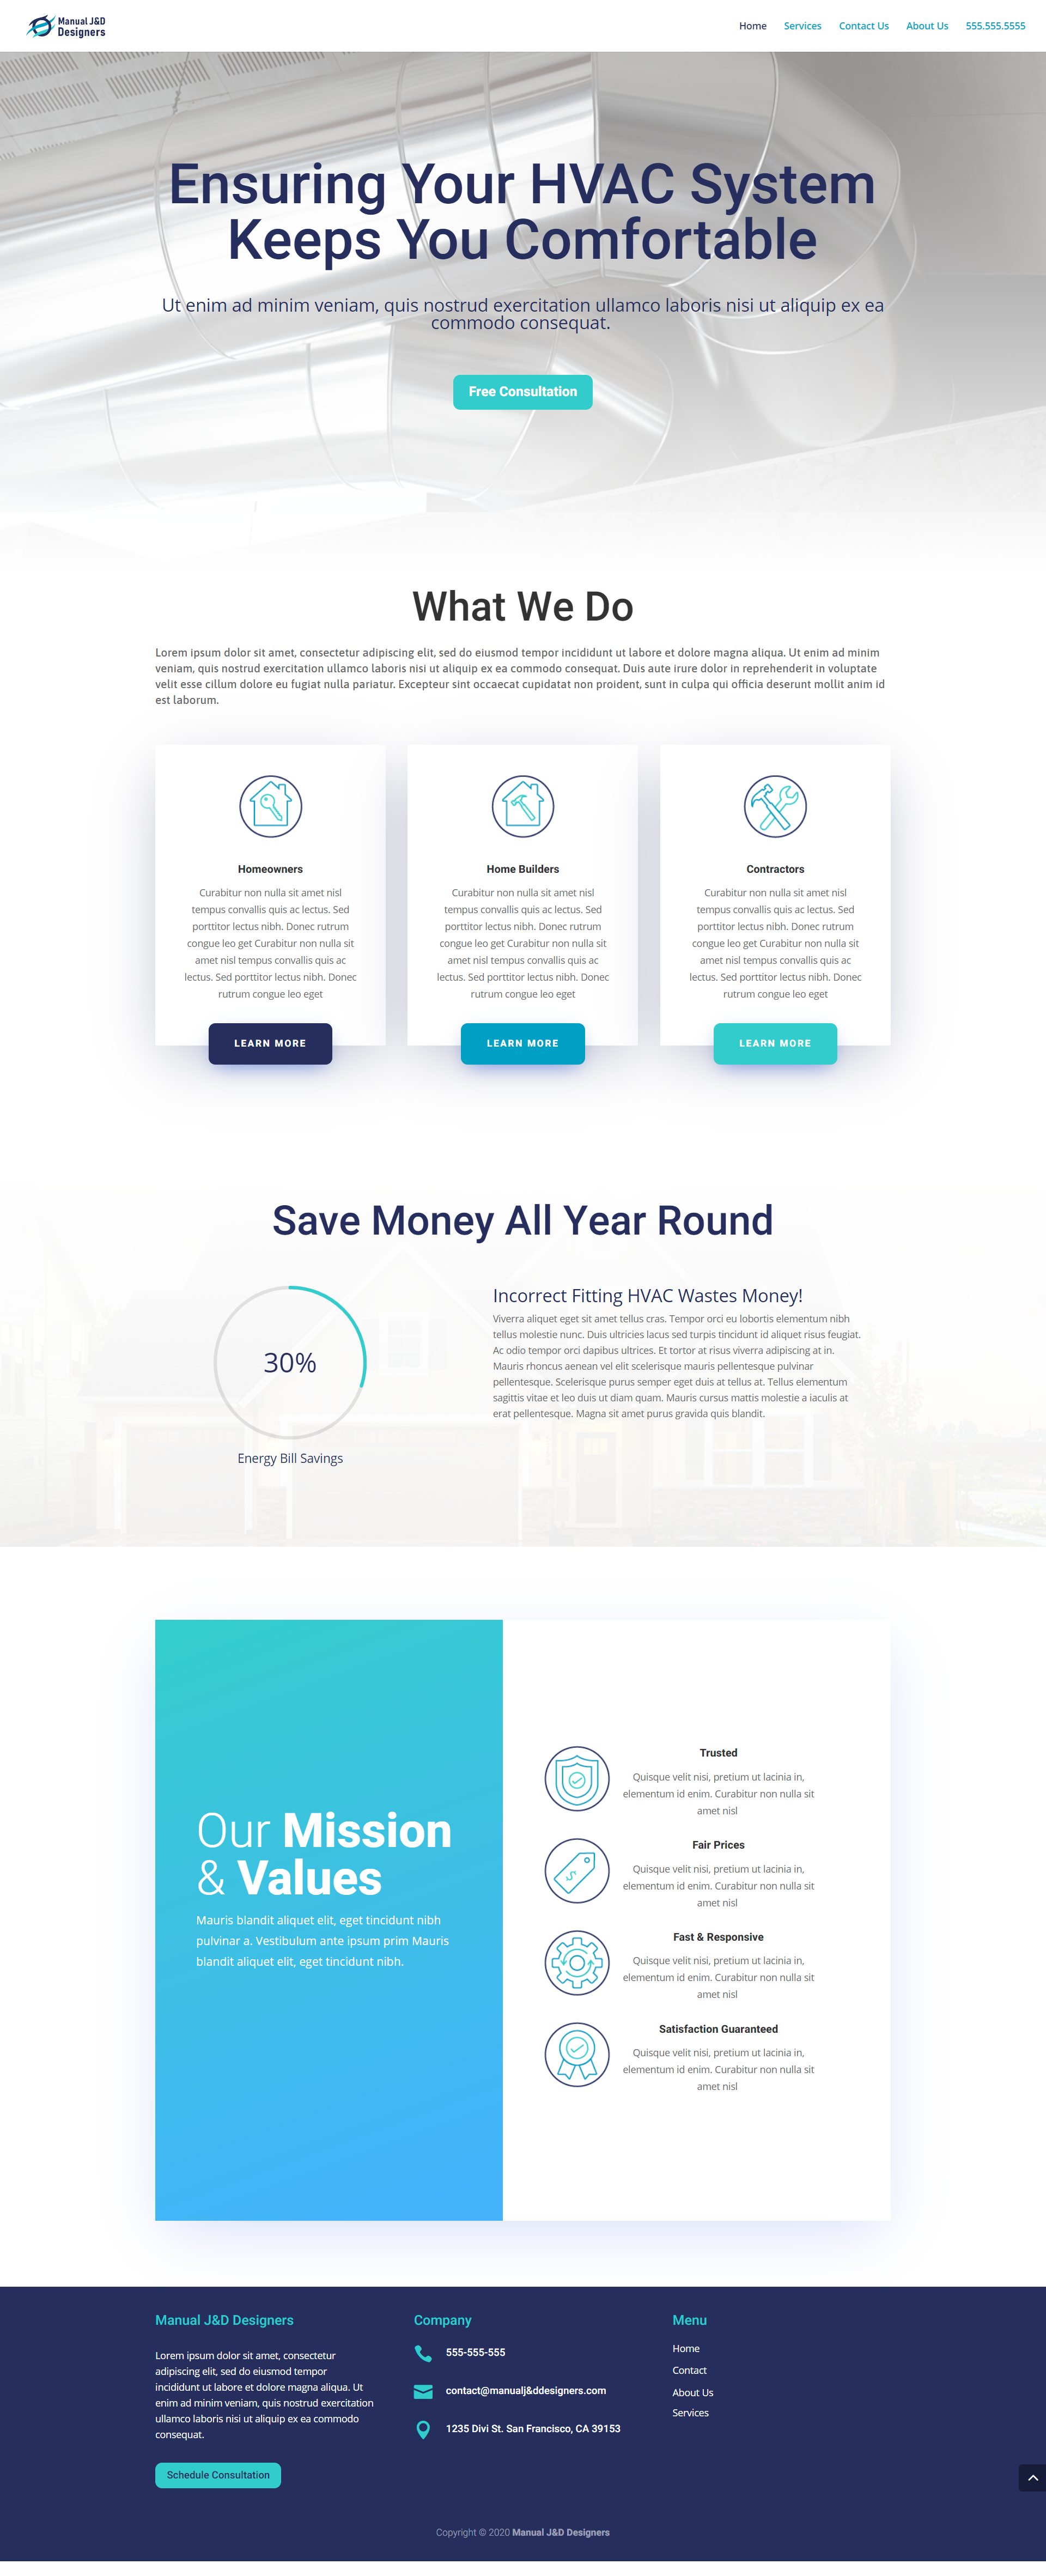 Manual J&D
Designers
Home
Services
Contact Us
About Us
555.555.5555
Ensuring Your HVAC System
Keeps You Comfortable
Ut enim ad minim veniam, quis nostrud exercitation ullamco laboris nisi ut aliquip ex ea
commodo consequat.
Free Consultation
What We Do
Lorem ipsum dolor sit amet, consectetur adipiscing elit, sed do eiusmod tempor incididunt ut labore et dolore magna aliqua. Ut enim ad minim
veniam, quis nostrud exercitation ullamco laboris nisi ut aliquip ex ea commodo consequat. Duis aute irure dolor in reprehenderit in voluptate
velit esse cillum dolore eu fugiat nulla pariatur. Excepteur sint occaecat cupidatat non proident, sunt in culpa qui officia deserunt mollit anim id
est laborum.
Homeowners
Curabitur non nulla sit amet nisl
tempus convallis quis ac lectus. Sed
porttitor lectus nibh. Donec rutrum
congue leo get Curabitur non nulla sit
amet nisl tempus convallis quis ac
lectus. Sed porttitor lectus nibh. Donec
rutrum congue leo eget
LEARN MORE
Home Builders
Curabitur non nulla sit amet nisl
tempus convallis quis ac lectus. Sed
porttitor lectus nibh. Donec rutrum
congue leo get Curabitur non nulla sit
amet nisl tempus convallis quis ac
lectus. Sed porttitor lectus nibh. Donec
rutrum congue leo eget
LEARN MORE
Contractors
Curabitur non nulla sit amet nisl
tempus convallis quis ac lectus. Sed
porttitor lectus nibh. Donec rutrum
congue leo get Curabitur non nulla sit
amet nisl tempus convallis quis ac
lectus. Sed porttitor lectus nibh. Donec
rutrum congue leo eget
LEARN MORE
Save Money All Year Round
30%
Energy Bill Savings
Incorrect Fitting HVAC Wastes Money!
Viverra aliquet eget sit amet tellus cras. Tempor orci eu lobortis elementum nibh
tellus molestie nunc. Duis ultricies lacus sed turpis tincidunt id aliquet risus feugiat.
Ac odio tempor orci dapibus ultrices. Et tortor at risus viverra adipiscing at in.
Mauris rhoncus aenean vel elit scelerisque mauris pellentesque pulvinar
pellentesque. Scelerisque purus semper eget duis at tellus at. Tellus elementum
sagittis vitae et leo duis ut diam quam. Mauris cursus mattis molestie a iaculis at
erat pellentesque. Magna sit amet purus gravida quis blandit.
Our Mission
& Values
Mauris blandit aliquet elit, eget tincidunt nibh
pulvinar a. Vestibulum ante ipsum prim Mauris
blandit aliquet elit, eget tincidunt nibh.
Trusted
Quisque velit nisi, pretium ut lacinia in,
elementum id enim. Curabitur non nulla sit
amet nisl
Fair Prices
Quisque velit nisi, pretium ut lacinia in,
elementum id enim. Curabitur non nulla sit
amet nisl
Fast & Responsive
Quisque velit nisi, pretium ut lacinia in,
elementum id enim. Curabitur non nulla sit
amet nisl
Satisfaction Guaranteed
Quisque velit nisi, pretium ut lacinia in,
elementum id enim. Curabitur non nulla sit
amet nisl
Manual J&D Designers
Lorem ipsum dolor sit amet, consectetur
adipiscing elit, sed do eiusmod tempor
incididunt ut labore et dolore magna aliqua. Ut
enim ad minim veniam, quis nostrud exercitation
ullamco laboris nisi ut aliquip ex ea commodo
consequat.
Schedule Consultation
Company
555-555-555
contact@manualj&ddesigners.com
1235 Divi St. San Francisco, CA 39153
Menu
Home
Contact
About Us
Services
Copyright © 2020 Manual J&D Designers